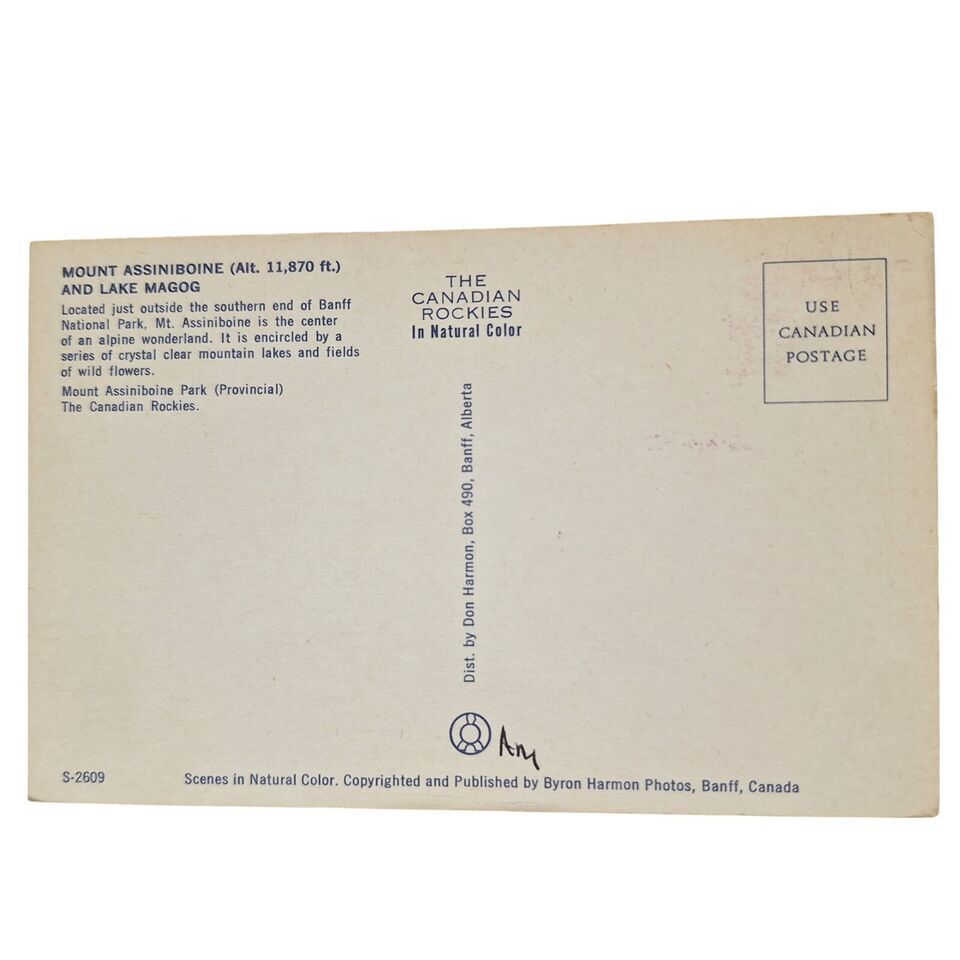 MOUNT ASSINIBOINE (Alt. 11,870 ft.)
AND LAKE MAGOG
Located just outside the southern end of Banff
National Park, Mt. Assiniboine is the center
of an alpine wonderland. It is encircled by a
series of crystal clear mountain lakes and fields
of wild flowers.
Mount Assiniboine Park (Provincial)
The Canadian Rockies.
THE
CANADIAN
ROCKIES
In Natural Color
Dist. by Don Harmon, Box 490, Banff, Alberta
USE
CANADIAN
POSTAGE
S-2609
Scenes in Natural Color. Copyrighted and Published by Byron Harmon Photos, Banff, Canada